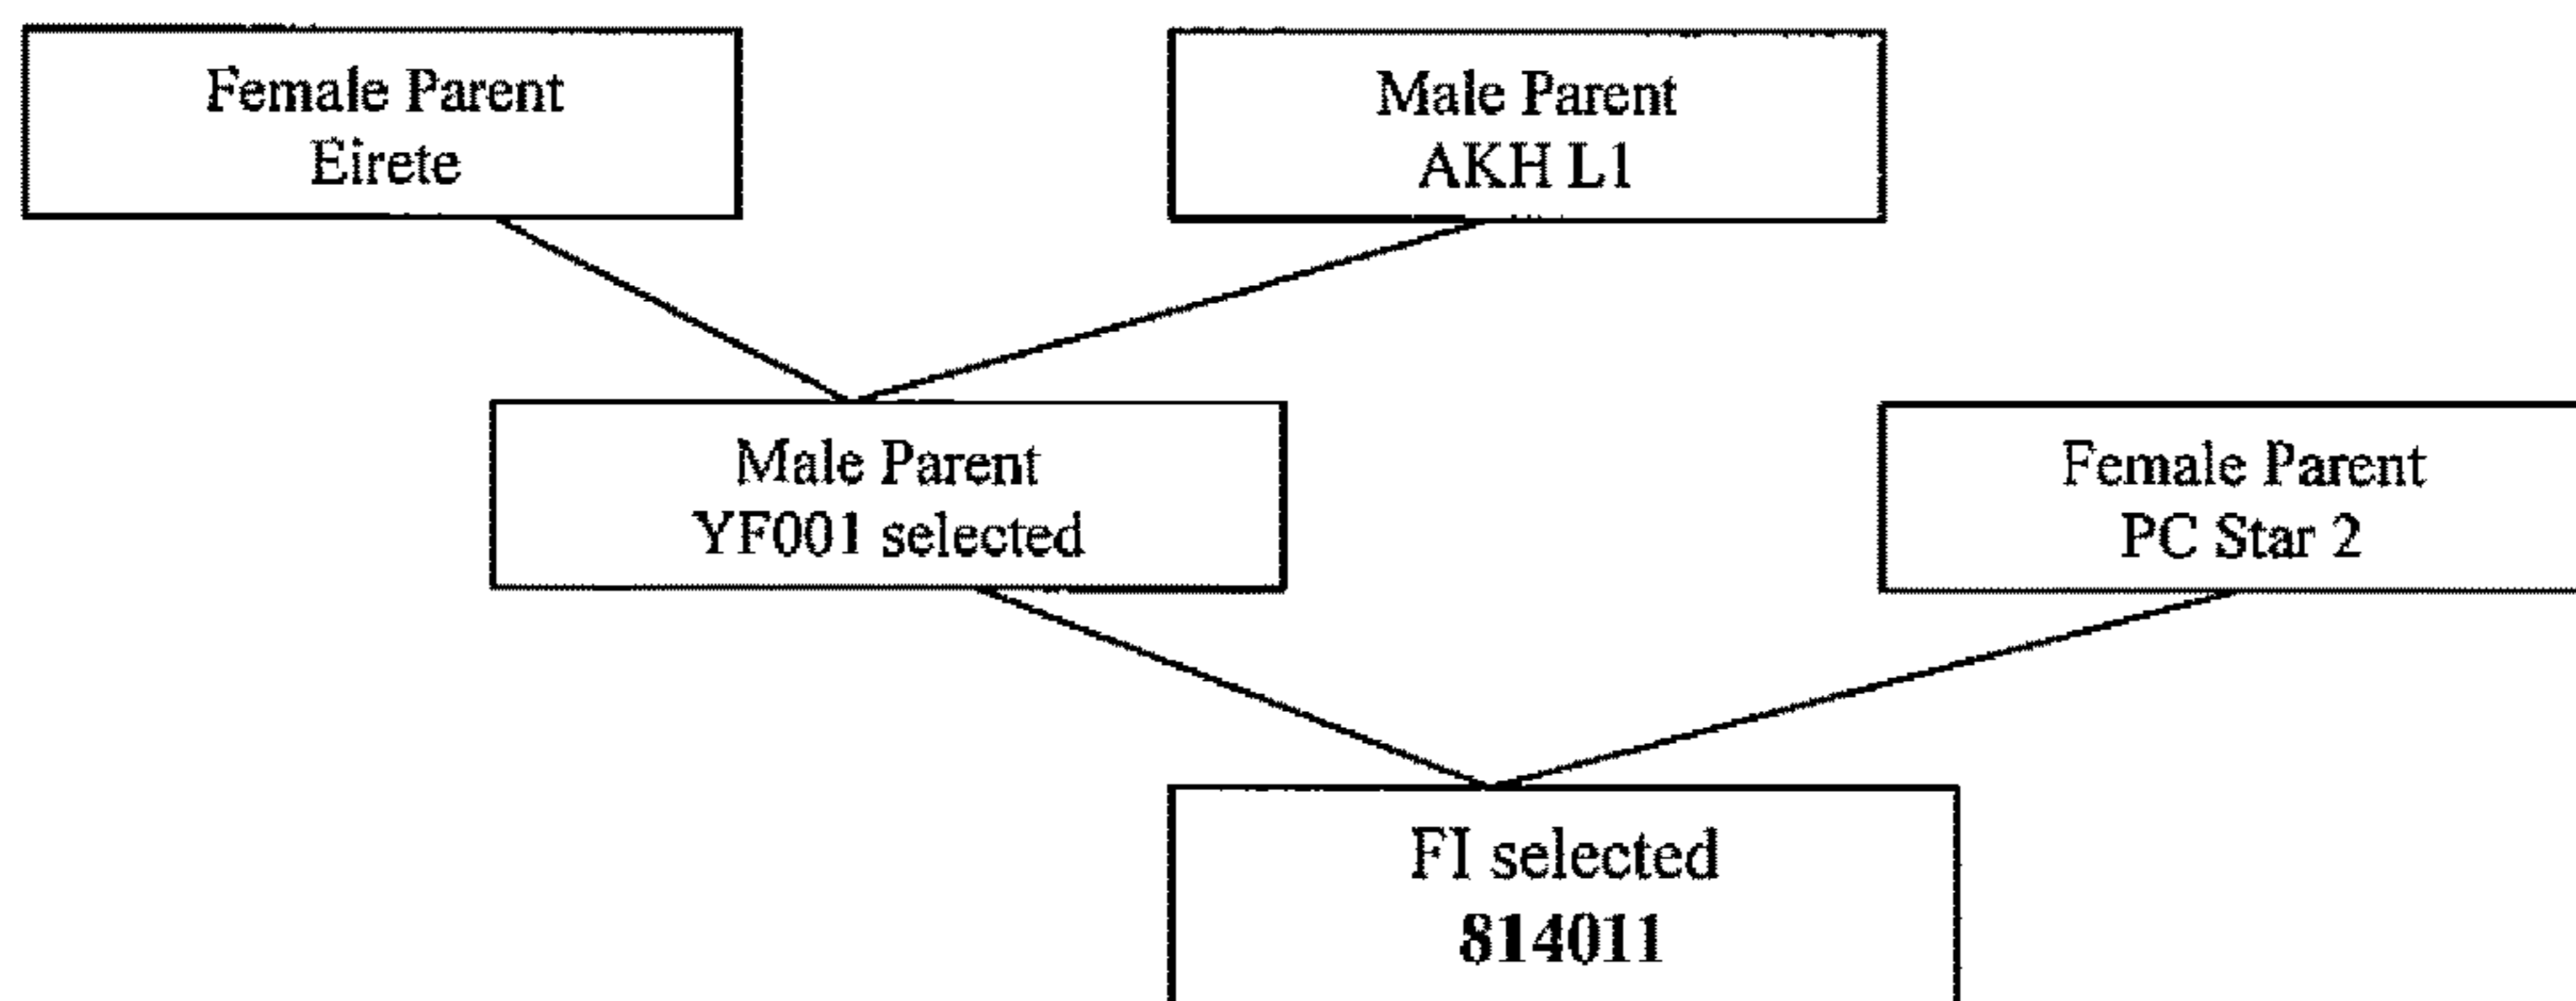 Female Parent
Eirete
Male Parent
AKH L1
Male Parent
YF001 selected
Female Parent
PC Star 2
FI selected
814011